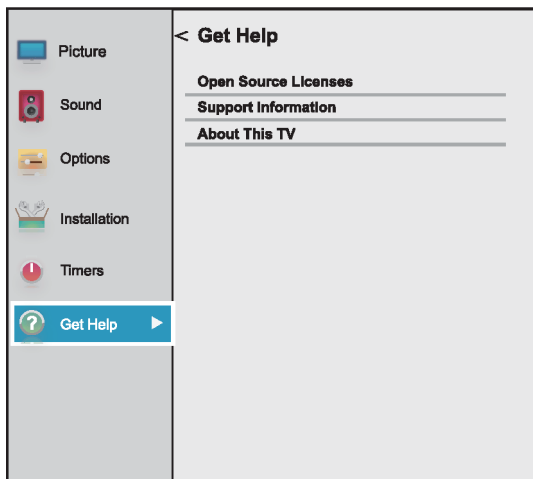 Picture
Sound
Options
Installation
Timers
Get Help
< Get Help
Open Source Licenses
Support Information
About This TV